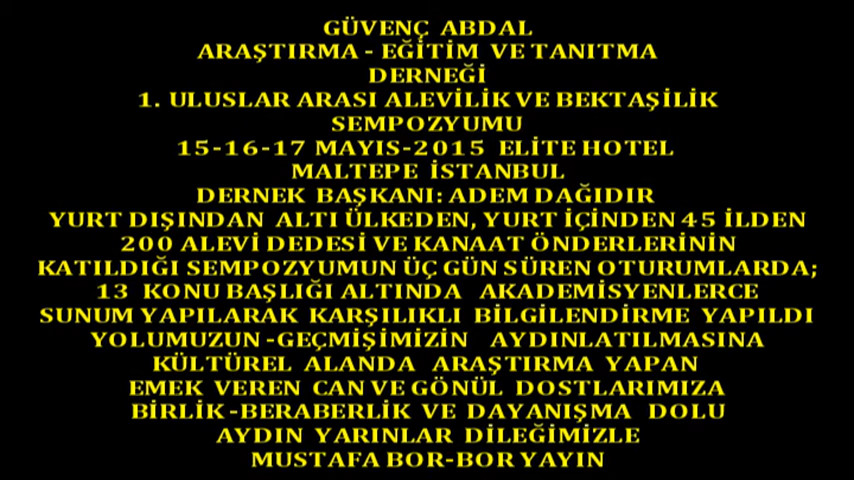 GÜVENÇ ABDAL
ARAŞTIRMA - EĞİTİM VE TANITMA
DERNEĞİ
1. ULUSLAR ARASI ALEVİLİK VE BEKTAŞİLİK
SEMPOZYUMU
15-16-17 MAYIS-2015 ELİTE HOTEL
MALTEPE İSTANBUL
DERNEK BAŞKANI: ADEM DAĞIDIR
YURT DIŞINDAN ALTI ÜLKEDEN, YURT İÇİNDEN 45 İLDEN
200 ALEVİ DEDESİ VE KANAAT ÖNDERLERİNİN
KATILDIĞI SEMPOZYUMUN ÜÇ GÜN SÜREN OTURUMLARDA;
13 KONU BAŞLIĞI ALTINDA AKADEMİSYENLERCE
SUNUM YAPILARAK KARŞILIKLI BİLGİLENDİRME YAPILDI
YOLUMUZUN -GEÇMİŞİMİZİN AYDINLATILMASINA
KÜLTÜREL ALANDA ARAŞTIRMA YAPAN
EMEK VEREN CAN VE GÖNÜL DOSTLARIMIZA
BİRLİK -BERABERLİK VE DAYANIŞMA DOLU
AYDIN YARINLAR DİLEĞİMİZLE
MUSTAFA BOR-BOR YAYIN